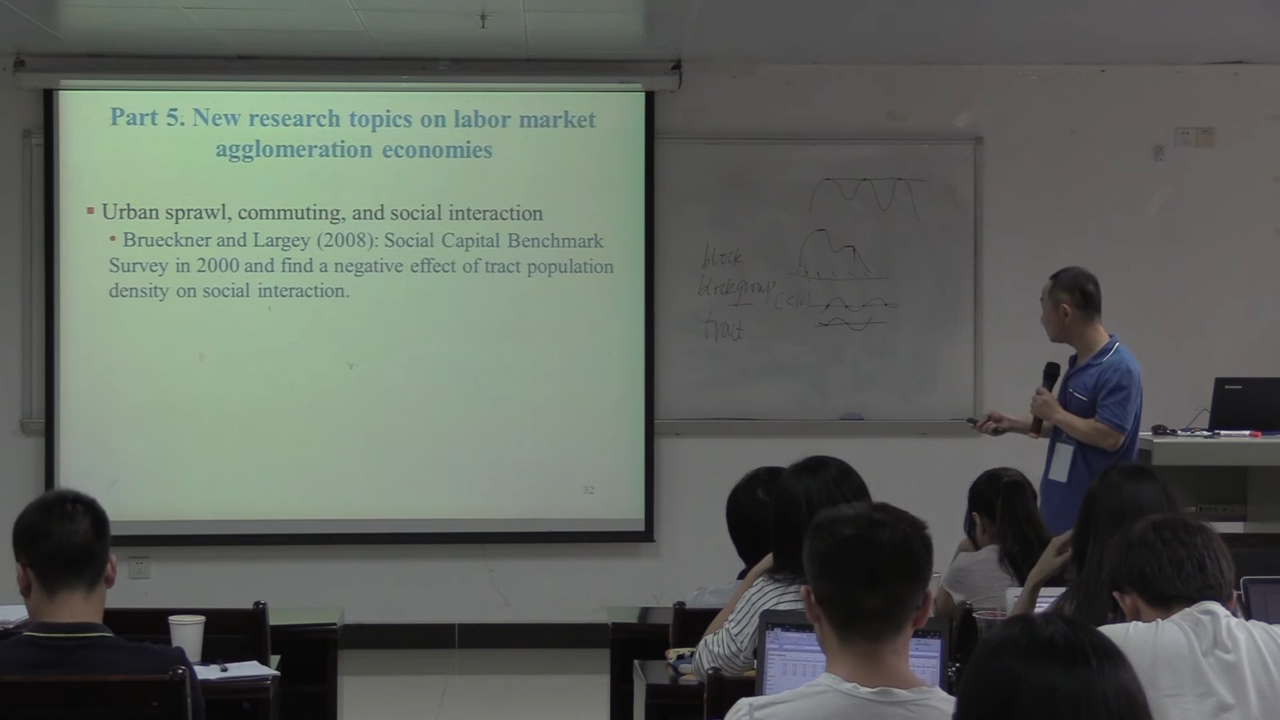 Part 5. New research topics on labor market
agglomeration economies
Urban sprawl, commuting, and social interaction
Brueckner and Largey (2008): Social Capital Benchmark
Survey in 2000 and find a negative effect of tract population
density on social interaction.
32
block
blockgroup
tract